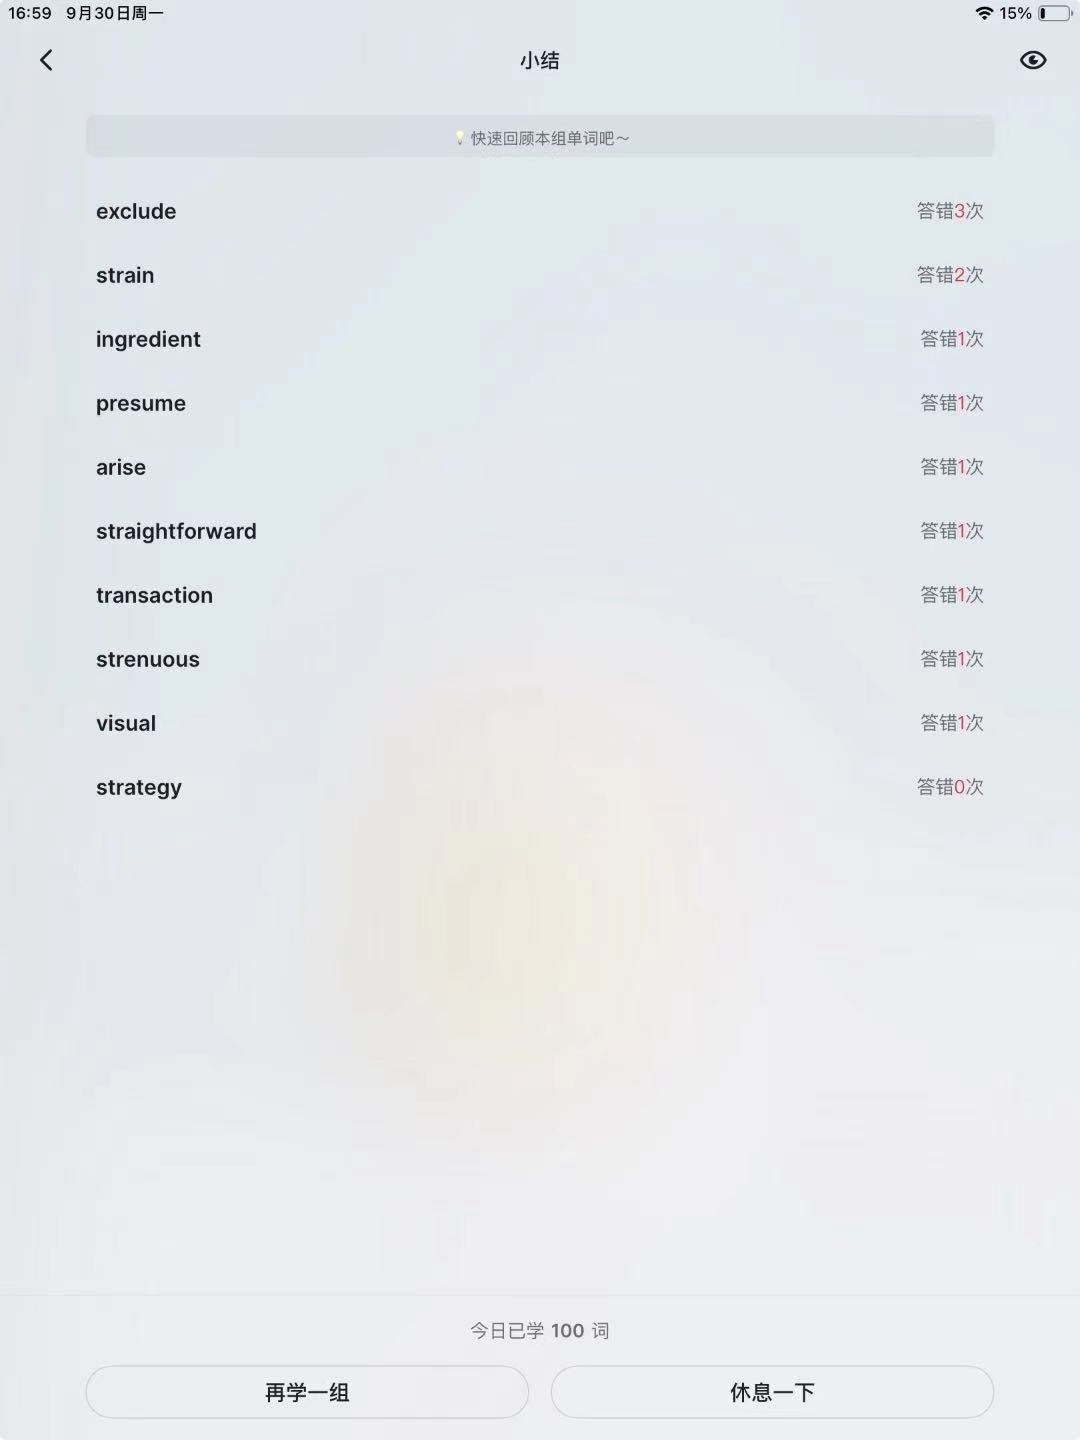 16:59 9月30日周一 15%
小结
快速回顾本组单词吧~
exclude 答错3次
strain 答错2次
ingredient 答错1次
presume 答错1次
arise 答错1次
straightforward 答错1次
transaction 答错1次
strenuous 答错1次
visual 答错1次
strategy 答错0次
今日已学 100 词
再学一组 休息一下